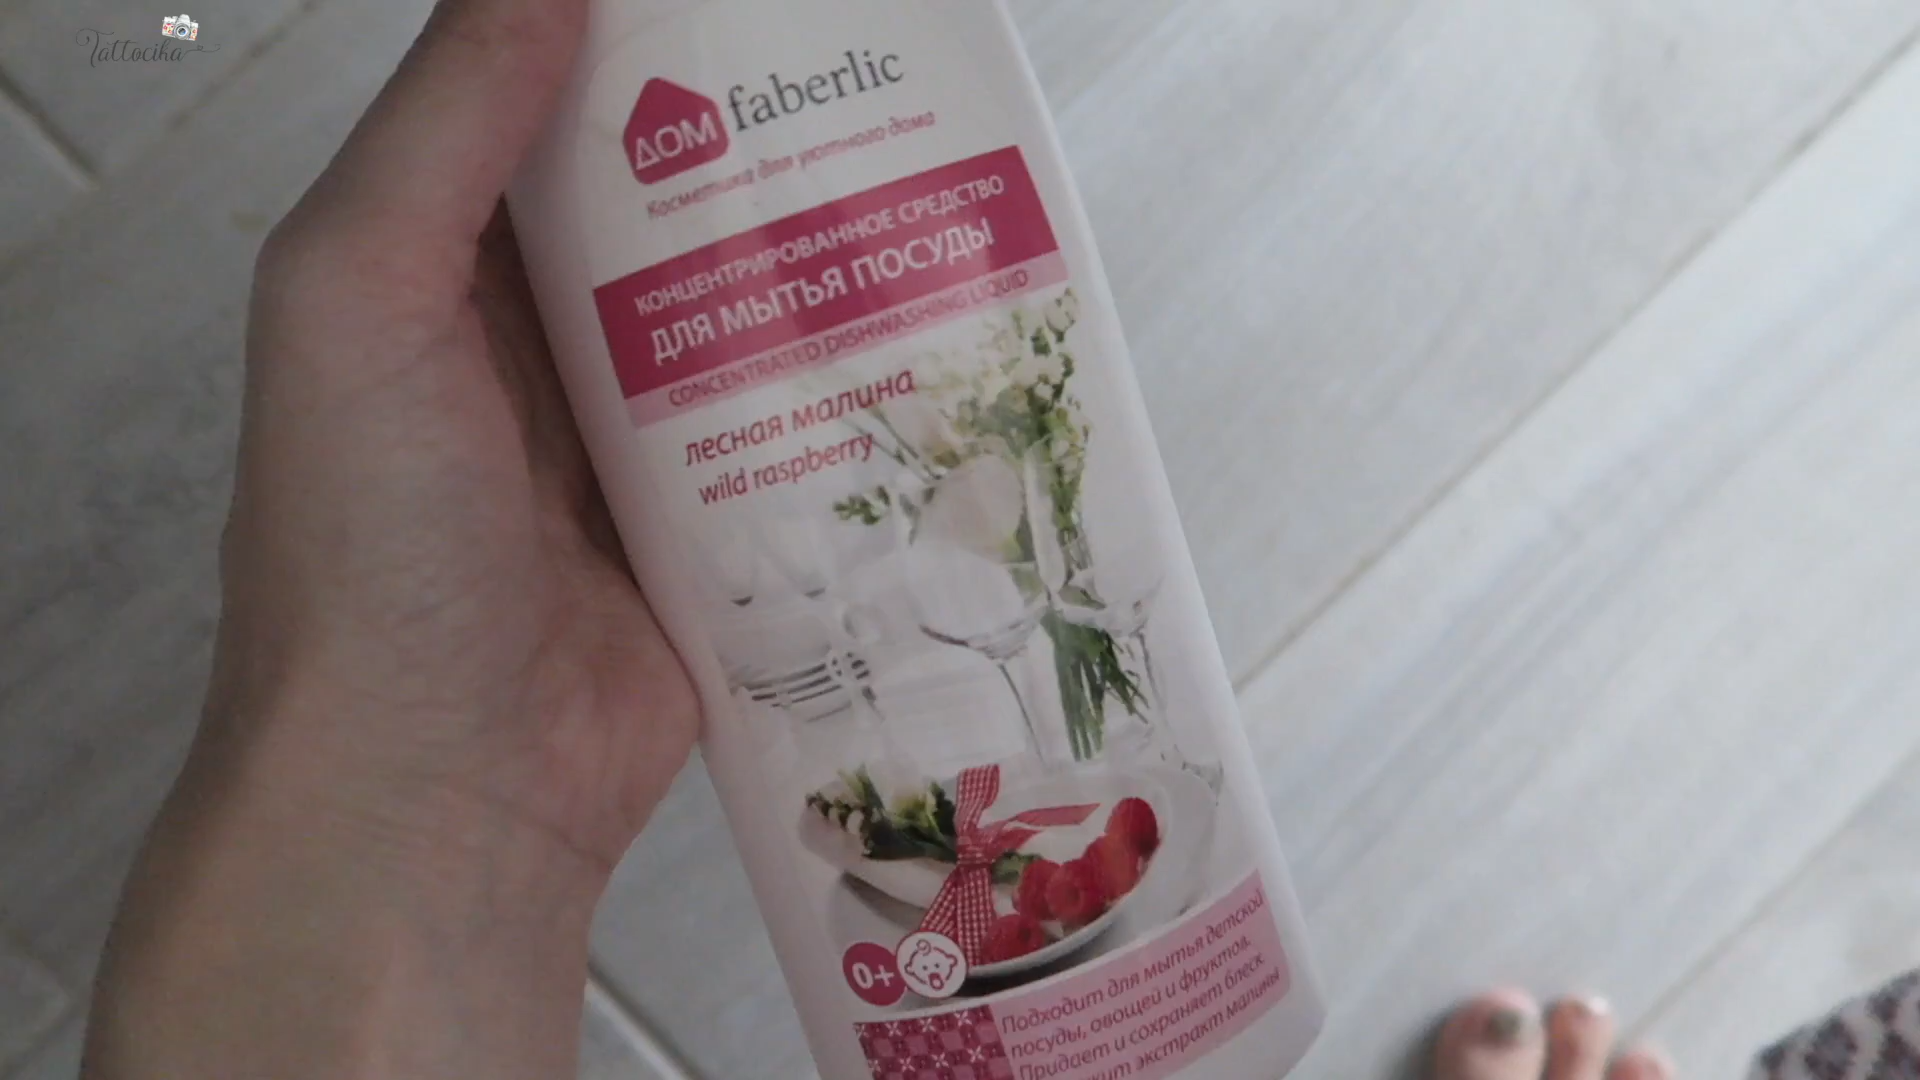 Tattocika
ДОМ faberlic
Косметика для уютного дома
КОНЦЕНТРИРОВАННОЕ СРЕДСТВО
ДЛЯ МЫТЬЯ ПОСУДЫ
CONCENTRATED DISHWASHING LIQUID
лесная малина
wild raspberry
0+
Подходит для мытья детской
посуды, овощей и фруктов.
Придает и сохраняет блеск
экстракт малины